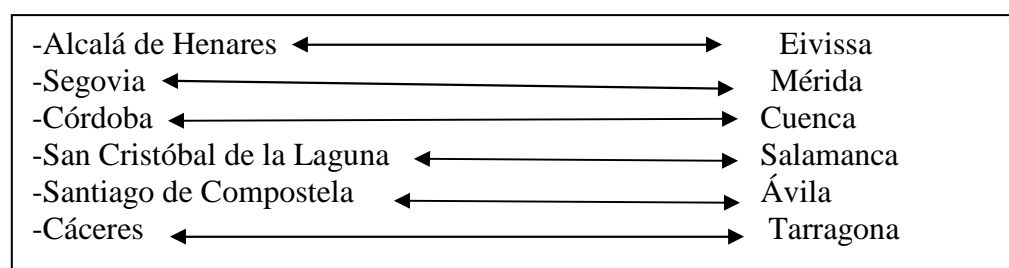 -Alcalá de Henares Eivissa
-Segovia Mérida
-Córdoba Cuenca
-San Cristóbal de la Laguna Salamanca
-Santiago de Compostela Ávila
-Cáceres Tarragona